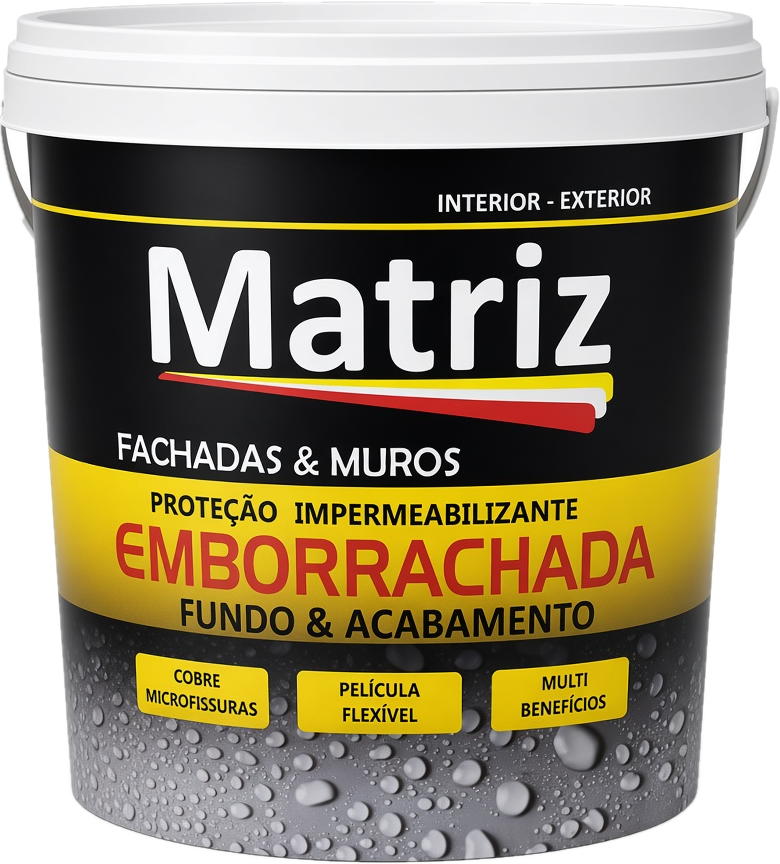 INTERIOR - EXTERIOR
Matriz
FACHADAS & MUROS
PROTEÇÃO IMPERMEABILIZANTE
EMBORRACHADA
FUNDO & ACABAMENTO
COBRE
MICROFISSURAS
PELÍCULA
FLEXÍVEL
MULTI
BENEFÍCIOS